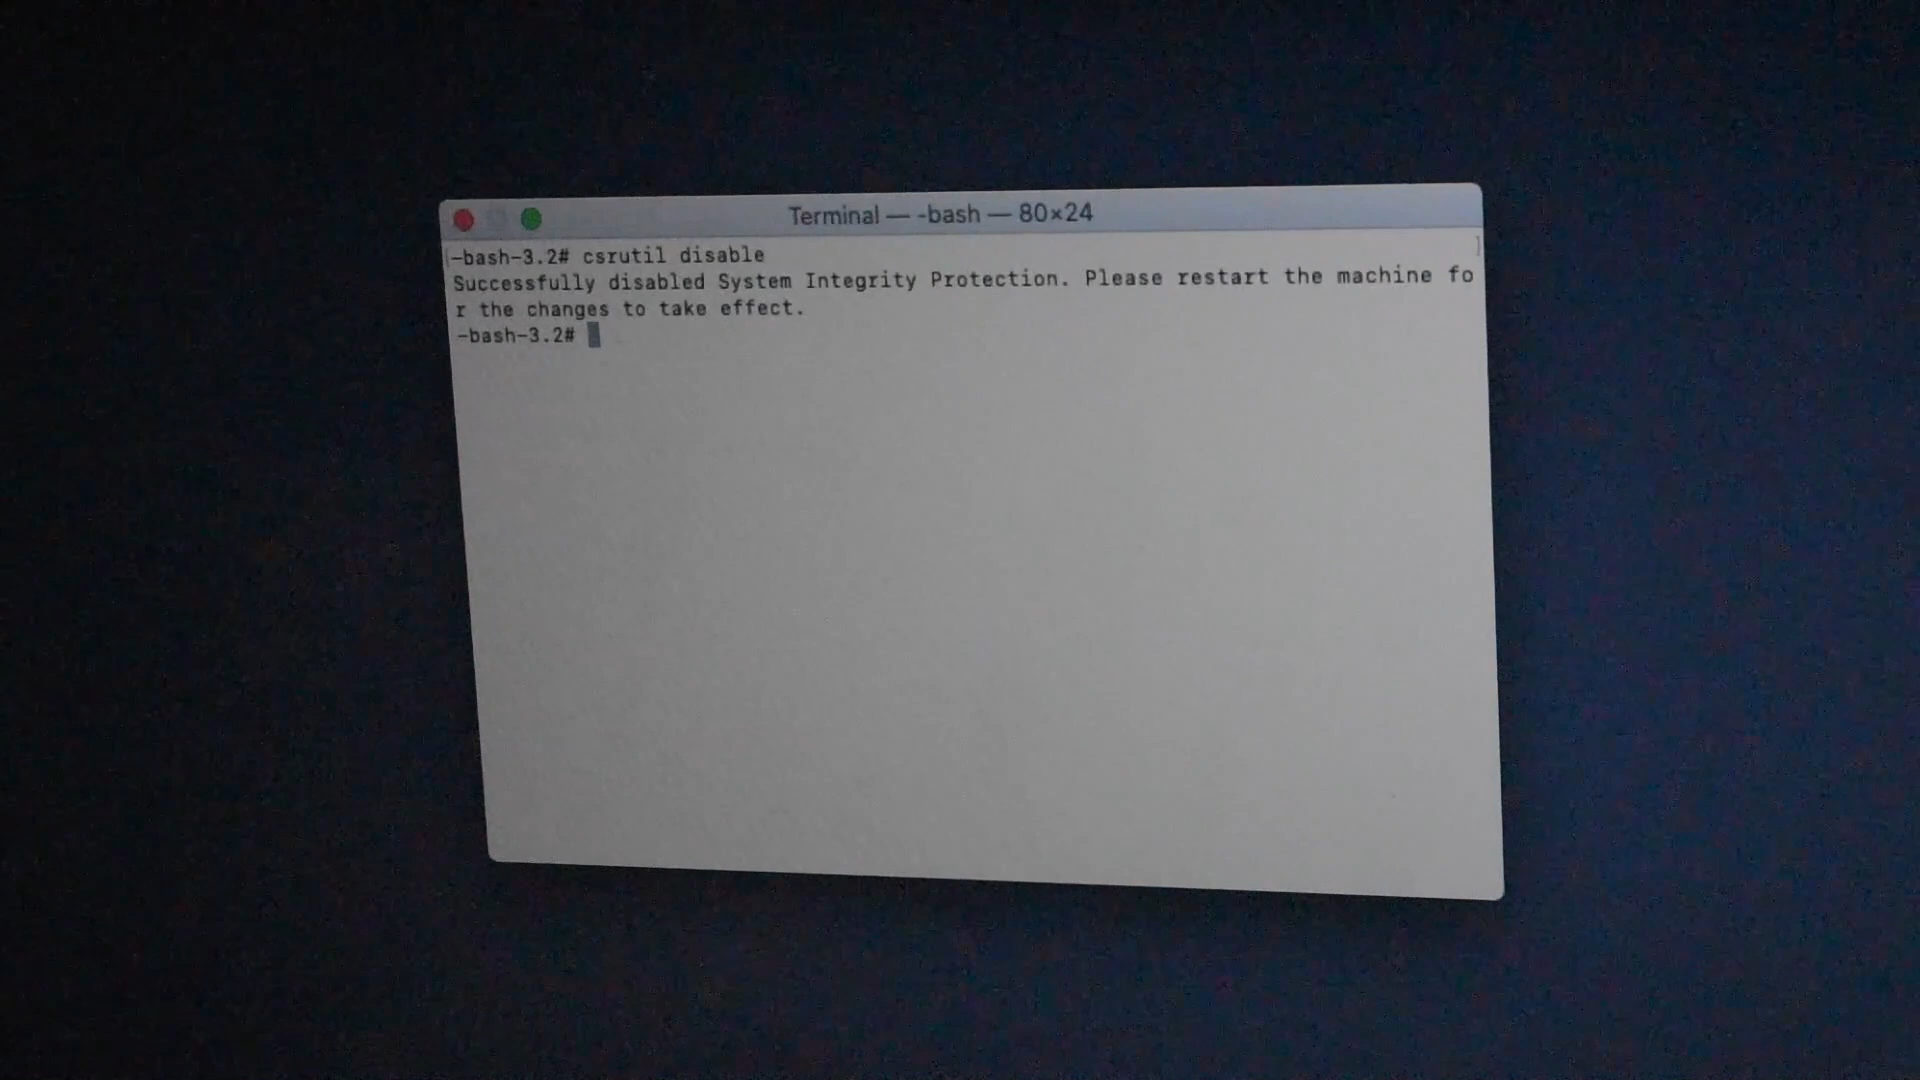 Terminal — -bash — 80×24
-bash-3.2# csrutil disable
Successfully disabled System Integrity Protection. Please restart the machine fo
r the changes to take effect.
-bash-3.2#